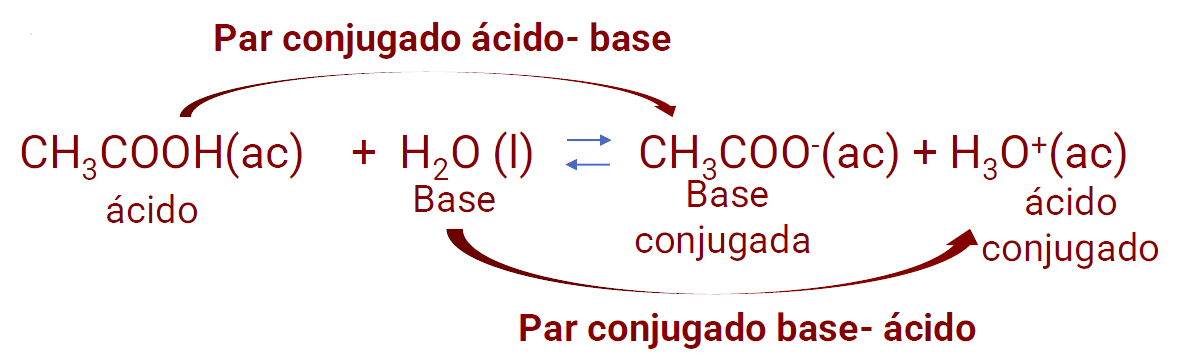 Par conjugado ácido- base
CH₃COOH(ac) + H₂O (l) ⇄ CH₃COO⁻(ac) + H₃O⁺(ac)
ácido Base Base conjugada ácido conjugado
Par conjugado base- ácido